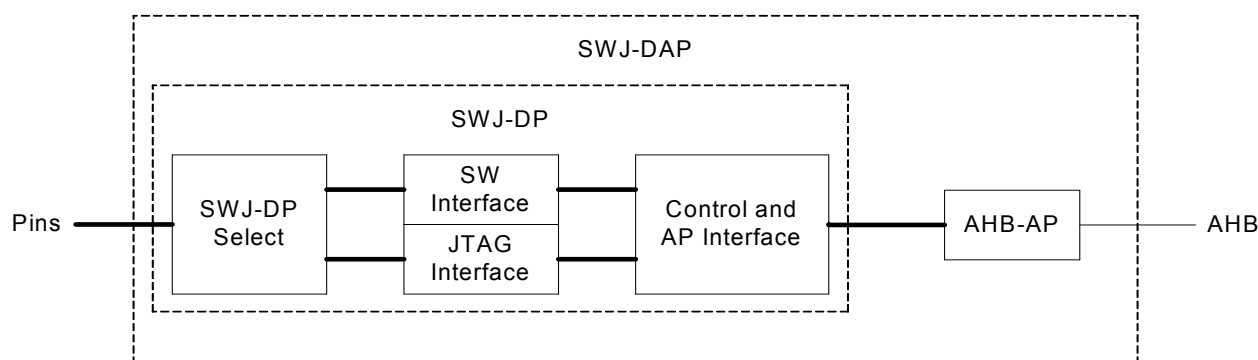 SWJ-DAP
SWJ-DP
Pins
SWJ-DP
Select
SW
Interface
JTAG
Interface
Control and
AP Interface
AHB-AP
AHB